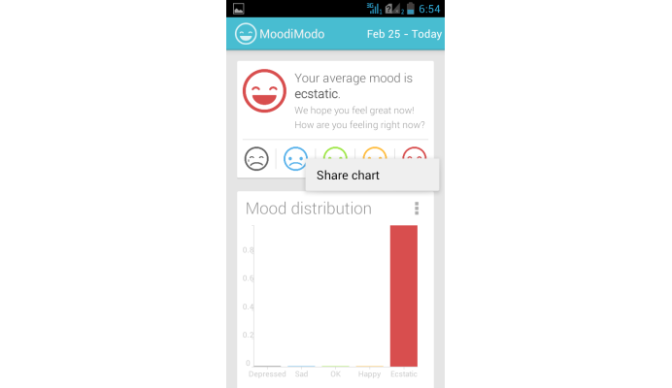 3G 2 6:54
MoodiModo Feb 25 – Today
Your average mood is
ecstatic.
We hope you feel great now!
How are you feeling right now?
Share chart
Mood distribution
0.8
0.6
0.4
0.2
0
Depressed Sad OK Happy Ecstatic